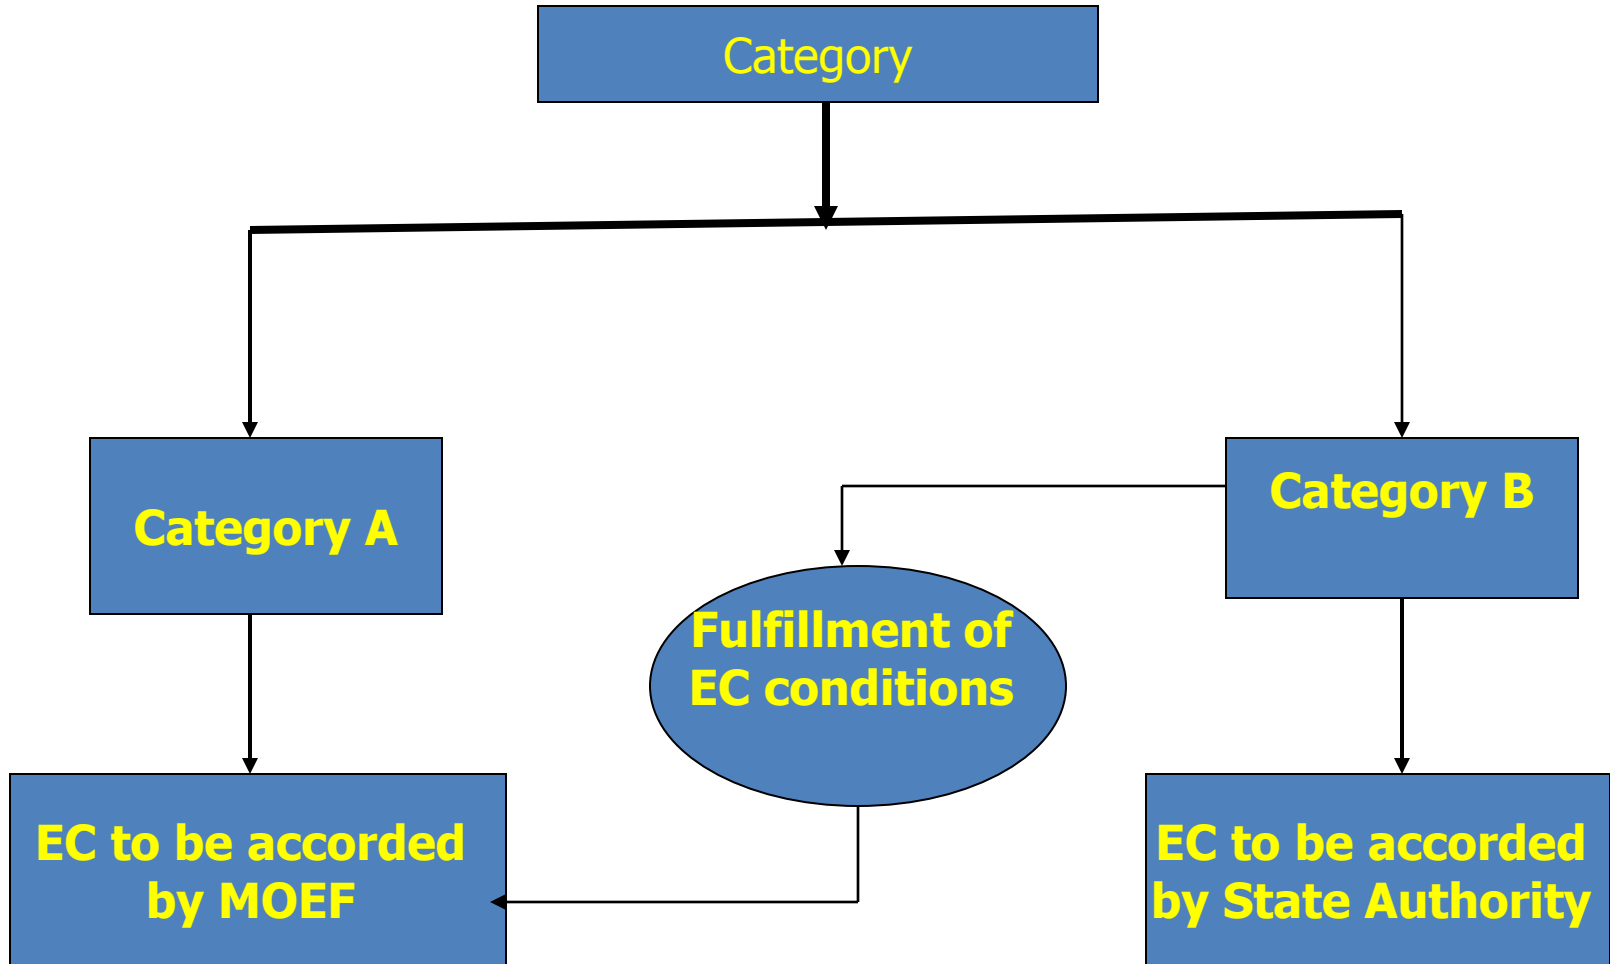 Category
Category A
Category B
Fulfillment of
EC conditions
EC to be accorded
by MOEF
EC to be accorded
by State Authority